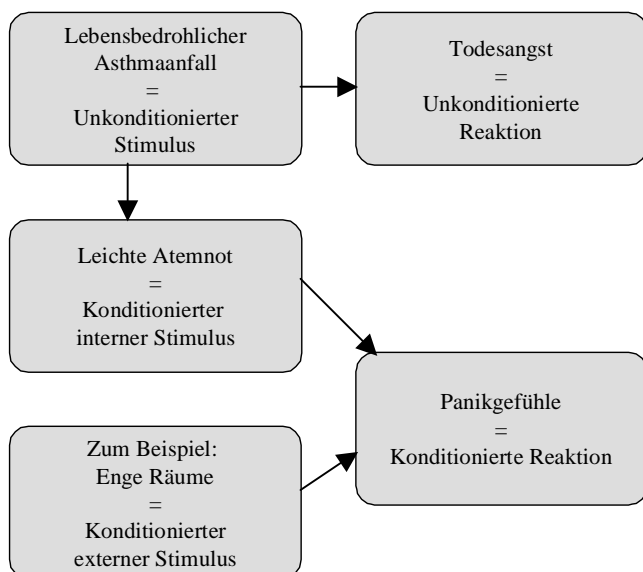 Lebensbedrohlicher
Asthmaanfall
=
Unkonditionierter
Stimulus
Todesangst
=
Unkonditionierte
Reaktion
Leichte Atemnot
=
Konditionierter
interner Stimulus
Panikgefühle
=
Konditionierte Reaktion
Zum Beispiel:
Enge Räume
=
Konditionierter
externer Stimulus